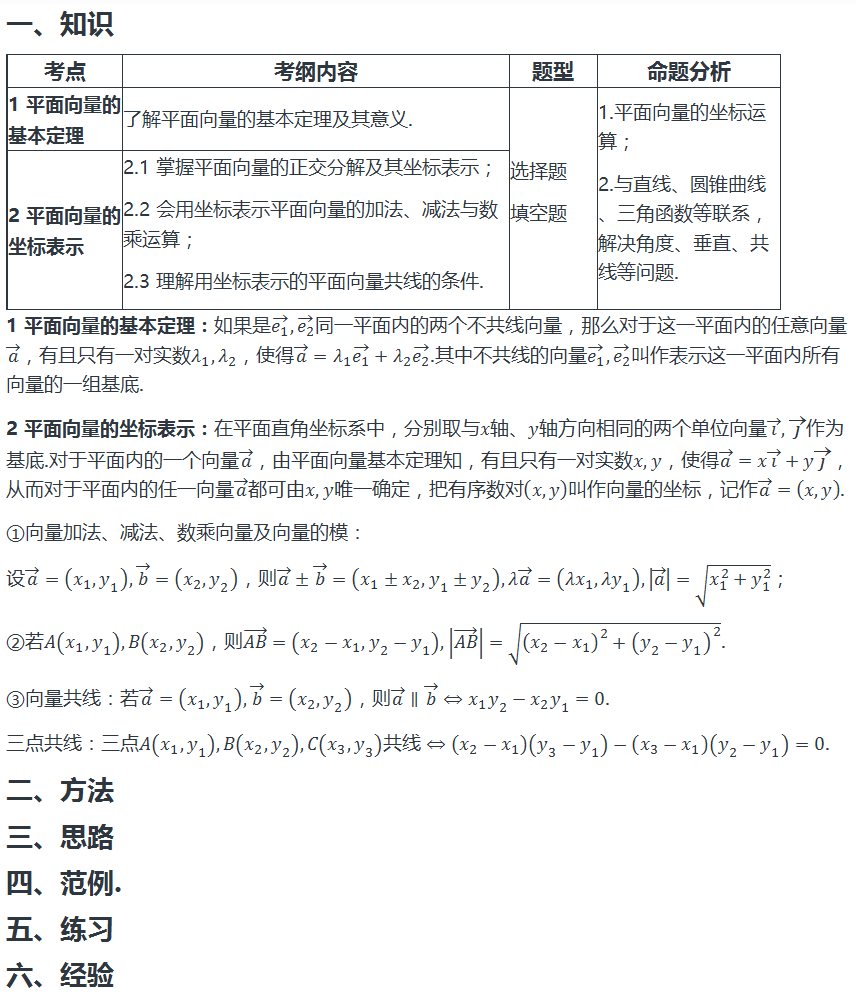 一、知识
考点 考纲内容 题型 命题分析
1 平面向量的
基本定理
了解平面向量的基本定理及其意义.
2 平面向量的
坐标表示
2.1 掌握平面向量的正交分解及其坐标表示；
2.2 会用坐标表示平面向量的加法、减法与数
乘运算；
2.3 理解用坐标表示的平面向量共线的条件.
选择题
填空题
1.平面向量的坐标运
算；
2.与直线、圆锥曲线
、三角函数等联系，
解决角度、垂直、共
线等问题.
1 平面向量的基本定理：如果是$\vec{e_1},\vec{e_2}$同一平面内的两个不共线向量，那么对于这一平面内的任意向量
$\vec{a}$，有且只有一对实数$\lambda_1,\lambda_2$，使得$\vec{a}=\lambda_1\vec{e_1}+\lambda_2\vec{e_2}$.其中不共线的向量$\vec{e_1},\vec{e_2}$叫作表示这一平面内所有
向量的一组基底.
2 平面向量的坐标表示：在平面直角坐标系中，分别取与$x$轴、$y$轴方向相同的两个单位向量$\vec{i},\vec{j}$作为
基底.对于平面内的一个向量$\vec{a}$，由平面向量基本定理知，有且只有一对实数$x,y$，使得$\vec{a}=x\vec{i}+y\vec{j}$，
从而对于平面内的任一向量$\vec{a}$都可由$x,y$唯一确定，把有序数对$(x,y)$叫作向量的坐标，记作$\vec{a}=(x,y)$.
①向量加法、减法、数乘向量及向量的模：
设$\vec{a}=(x_1,y_1),\vec{b}=(x_2,y_2)$，则$\vec{a}\pm\vec{b}=(x_1\pm x_2,y_1\pm y_2),\lambda\vec{a}=(\lambda x_1,\lambda y_1),|\vec{a}|=\sqrt{x_1^2+y_1^2}$；
②若$A(x_1,y_1),B(x_2,y_2)$，则$\overrightarrow{AB}=(x_2-x_1,y_2-y_1),|\overrightarrow{AB}|=\sqrt{(x_2-x_1)^2+(y_2-y_1)^2}$.
③向量共线：若$\vec{a}=(x_1,y_1),\vec{b}=(x_2,y_2)$，则$\vec{a}\parallel\vec{b}\Leftrightarrow x_1y_2-x_2y_1=0$.
三点共线：三点$A(x_1,y_1),B(x_2,y_2),C(x_3,y_3)$共线$\Leftrightarrow(x_2-x_1)(y_3-y_1)-(x_3-x_1)(y_2-y_1)=0$.
二、方法
三、思路
四、范例.
五、练习
六、经验